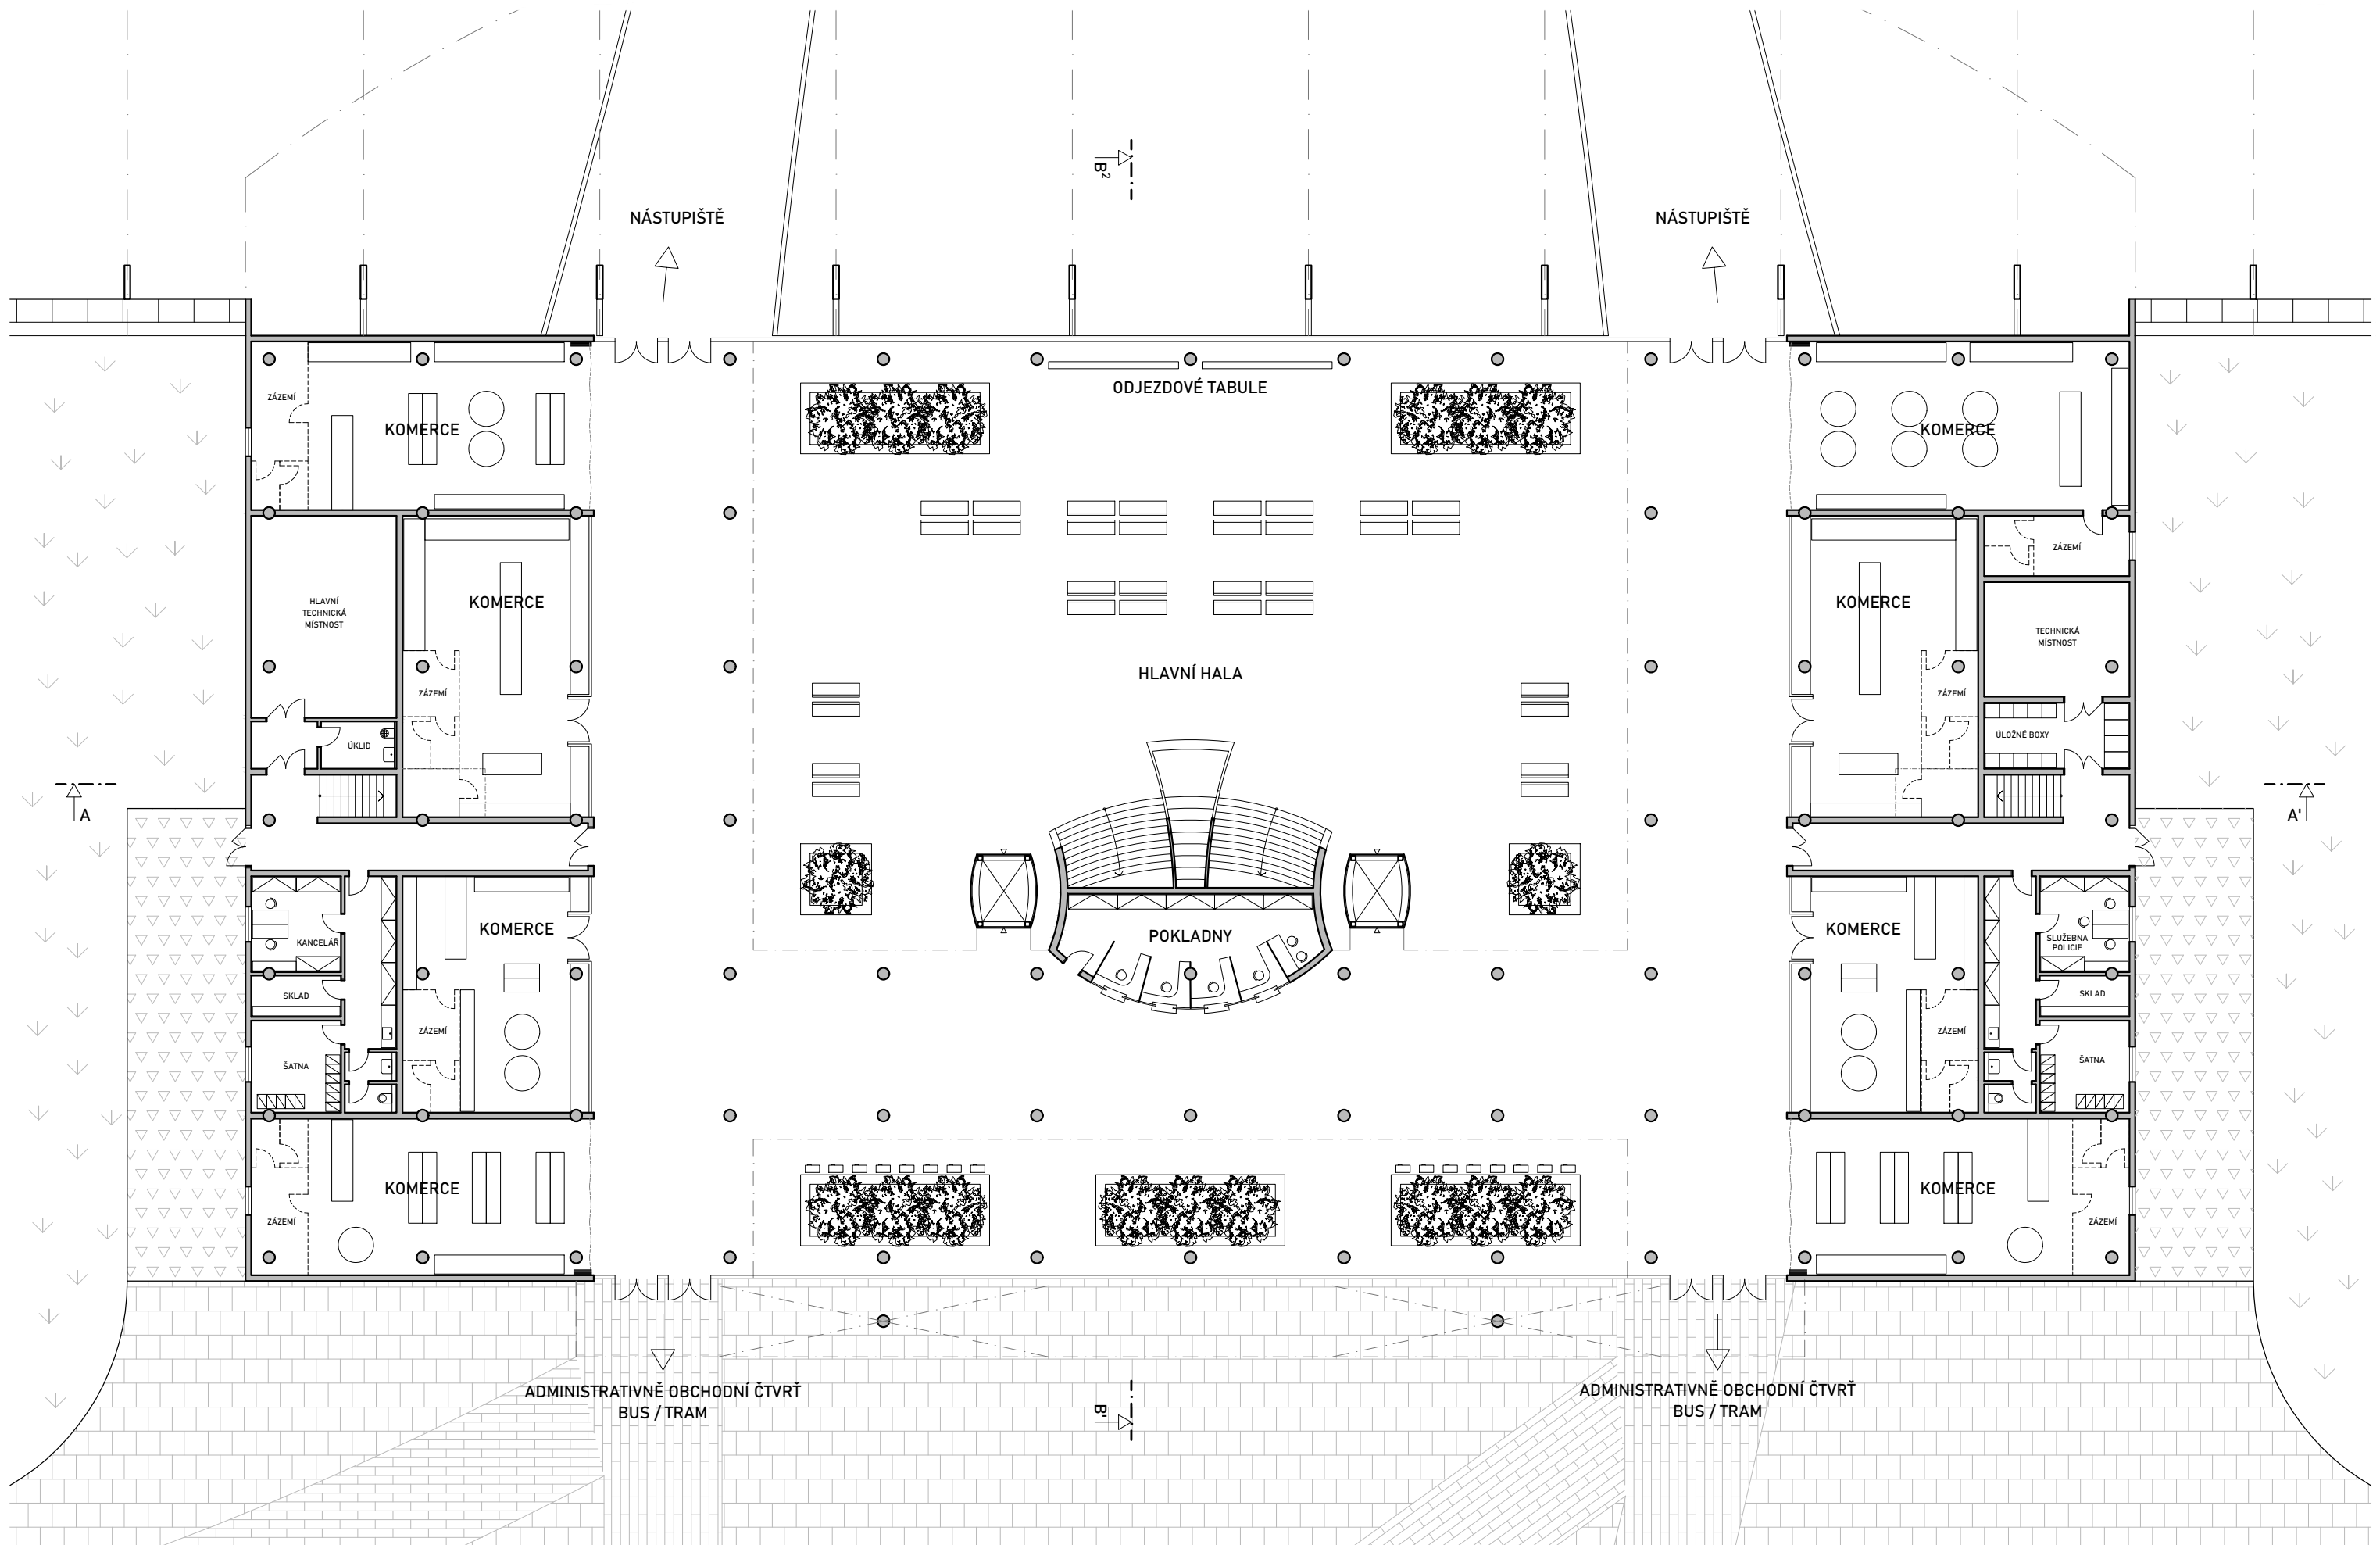 B²
NÁSTUPIŠTĚ
NÁSTUPIŠTĚ
ODJEZDOVÉ TABULE
ZÁZEMÍ
KOMERCE
KOMERCE
ZÁZEMÍ
HLAVNÍ
TECHNICKÁ
MÍSTNOST
KOMERCE
KOMERCE
TECHNICKÁ
MÍSTNOST
HLAVNÍ HALA
ZÁZEMÍ
ZÁZEMÍ
ÚKLID
ÚLOŽNÉ BOXY
A
A'
KANCELÁŘ
KOMERCE
POKLADNY
KOMERCE
SLUŽEBNA
POLICIE
SKLAD
SKLAD
ZÁZEMÍ
ZÁZEMÍ
ŠATNA
ŠATNA
KOMERCE
KOMERCE
ZÁZEMÍ
ZÁZEMÍ
ADMINISTRATIVNĚ OBCHODNÍ ČTVRŤ
BUS / TRAM
B'
ADMINISTRATIVNĚ OBCHODNÍ ČTVRŤ
BUS / TRAM